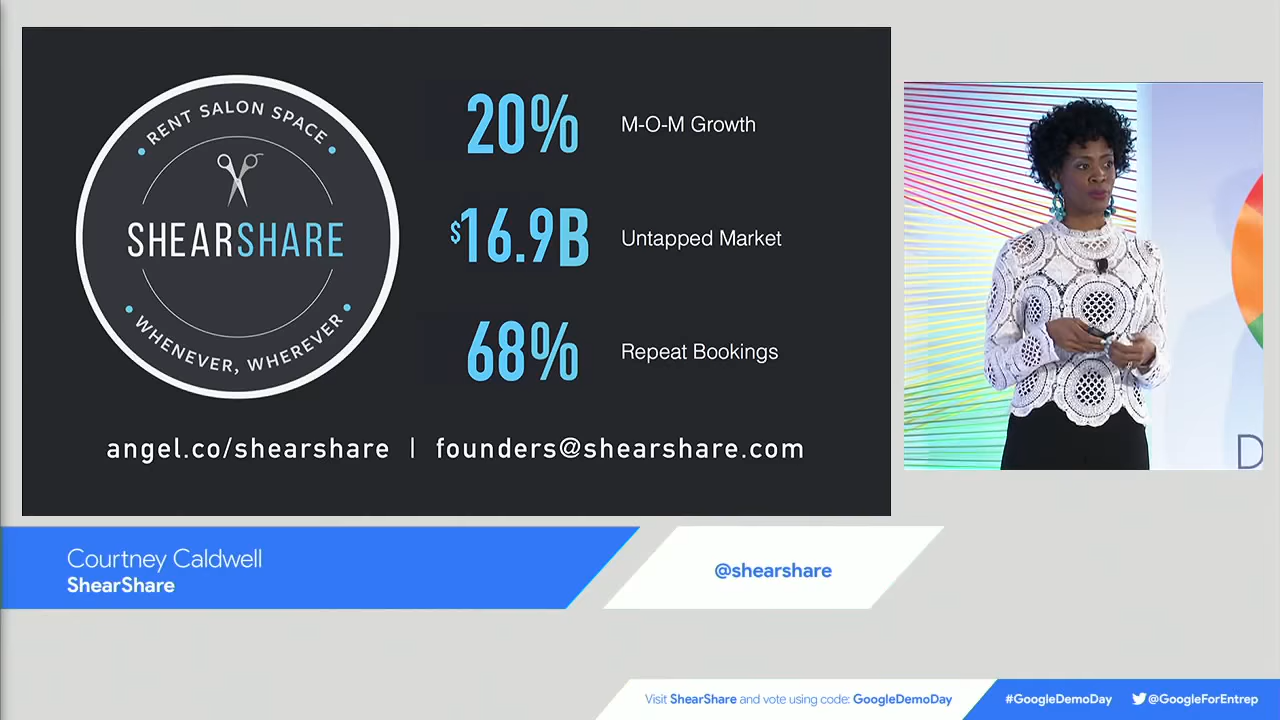 RENT SALON SPACE
SHEARSHARE
WHENEVER, WHEREVER
20% M-O-M Growth
$16.9B Untapped Market
68% Repeat Bookings
angel.co/shearshare | founders@shearshare.com
D
Courtney Caldwell
ShearShare
@shearshare
Visit ShearShare and vote using code: GoogleDemoDay
#GoogleDemoDay @GoogleForEntrep